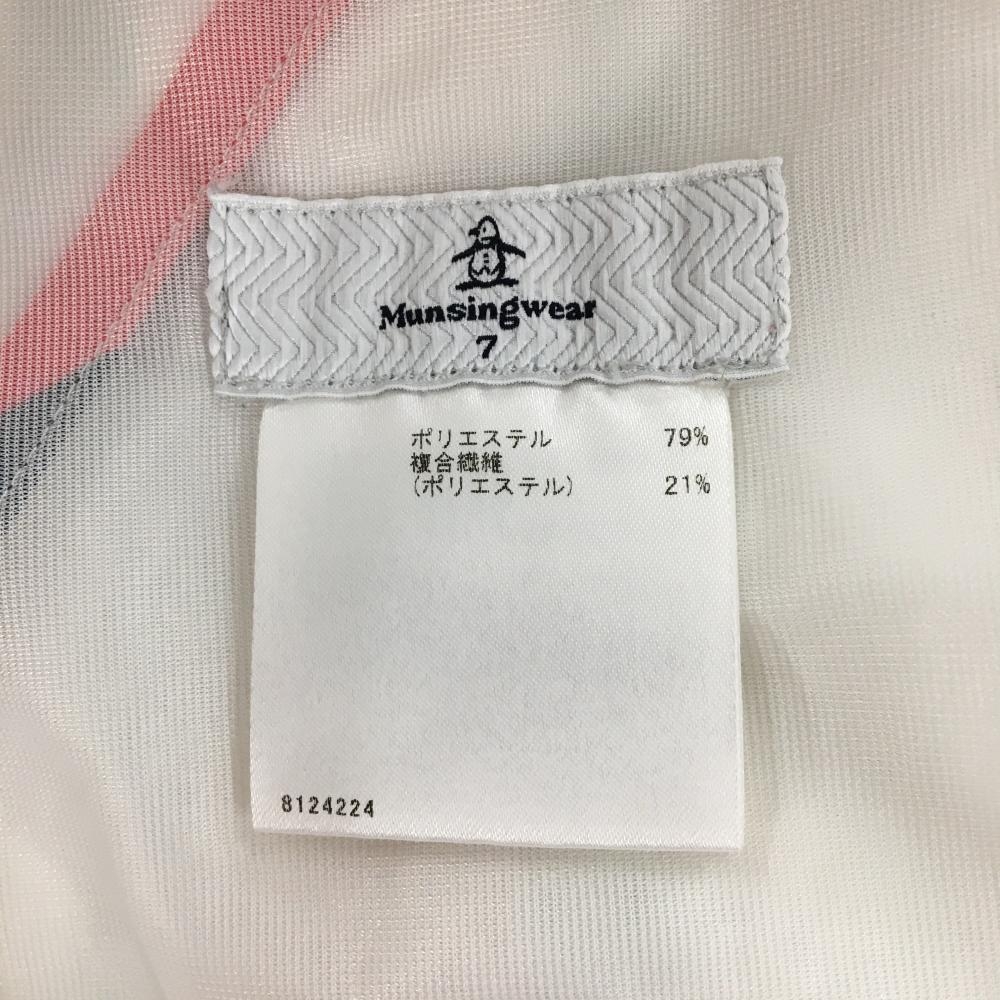 Munsingwear
7
ポリエステル 79%
複合繊維
(ポリエステル) 21%
8124224